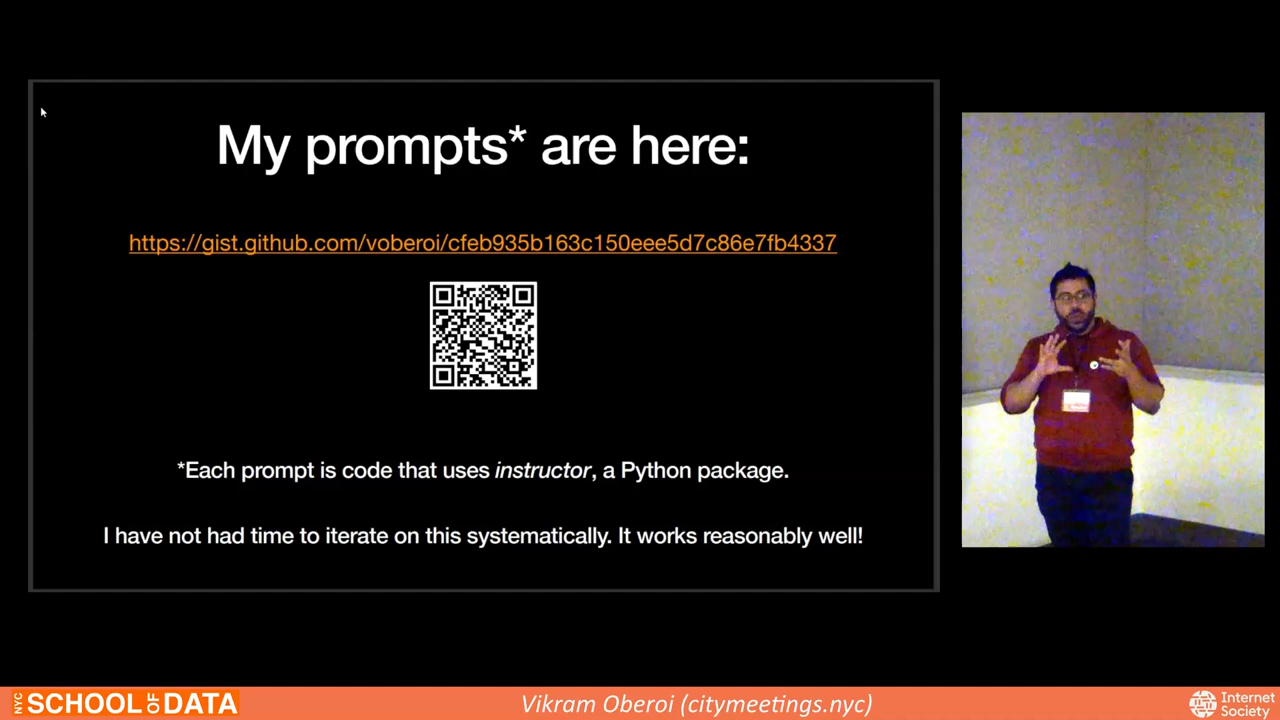 My prompts* are here:
https://gist.github.com/voberoi/cfeb935b163c150eee5d7c86e7fb4337
*Each prompt is code that uses instructor, a Python package.
I have not had time to iterate on this systematically. It works reasonably well!
NYC SCHOOL OF DATA
Vikram Oberoi (citymeetings.nyc)
Internet
Society